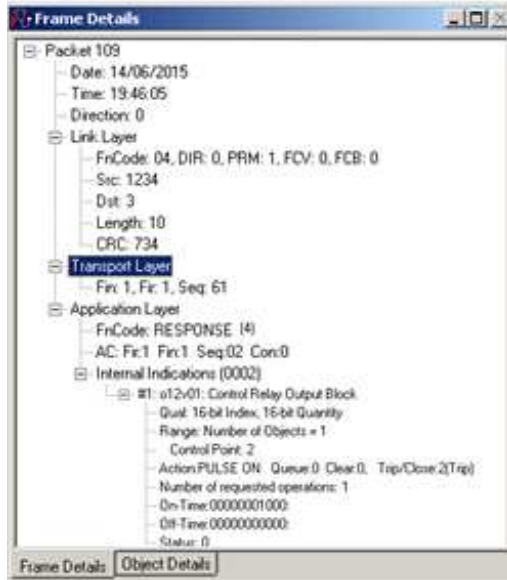 Frame Details
Packet 109
Date: 14/06/2015
Time: 19:46:05
Direction: 0
Link Layer
FnCode: 04, DIR: 0, PRM: 1, FCV: 0, FCB: 0
Src: 1234
Dst: 3
Length: 10
CRC: 734
Transport Layer
Fin: 1, Fir: 1, Seq: 61
Application Layer
FnCode: RESPONSE (4)
AC: Fir:1 Fin:1 Seq:02 Con:0
Internal Indications (0002)
#1: o12v01: Control Relay Output Block
Qual: 16-bit Index, 16-bit Quantity
Range: Number of Objects = 1
Control Point: 2
Action:PULSE ON Queue:0 Clear:0, Trip/Close:2(Trip)
Number of requested operations: 1
On-Time:00000001000:
Off-Time:00000000000:
Status: 0
Frame Details Object Details